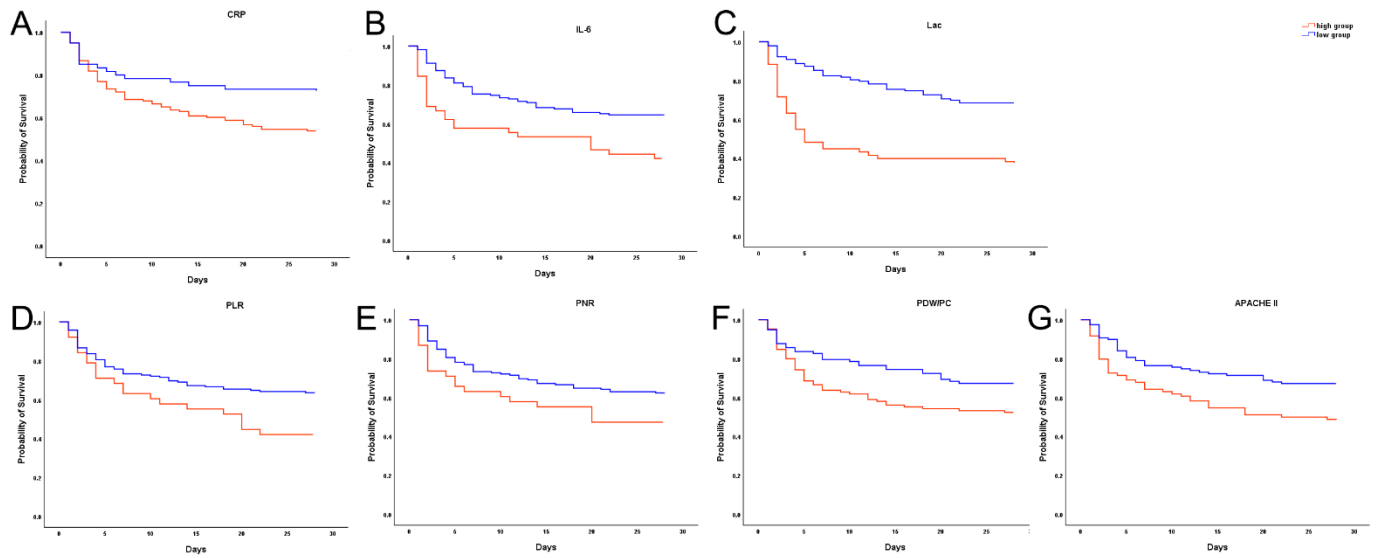 A
CRP
Probability of Survival
1.0
0.8
0.6
0.4
0.2
0.0
0 5 10 15 20 25 30
Days
B
IL-6
Probability of Survival
1.0
0.8
0.6
0.4
0.2
0.0
0 5 10 15 20 25 30
Days
C
Lac
Probability of Survival
1.0
0.8
0.6
0.4
0.2
0.0
0 5 10 15 20 25 30
Days
high group
low group
D
PLR
Probability of Survival
1.0
0.8
0.6
0.4
0.2
0.0
0 5 10 15 20 25 30
Days
E
PNR
Probability of Survival
1.0
0.8
0.6
0.4
0.2
0.0
0 5 10 15 20 25 30
Days
F
PDW/PC
Probability of Survival
1.0
0.8
0.6
0.4
0.2
0.0
0 5 10 15 20 25
Days
G
APACHE II
Probability of Survival
1.0
0.8
0.6
0.4
0.2
0.0
0 5 10 15 20 25 30
Days